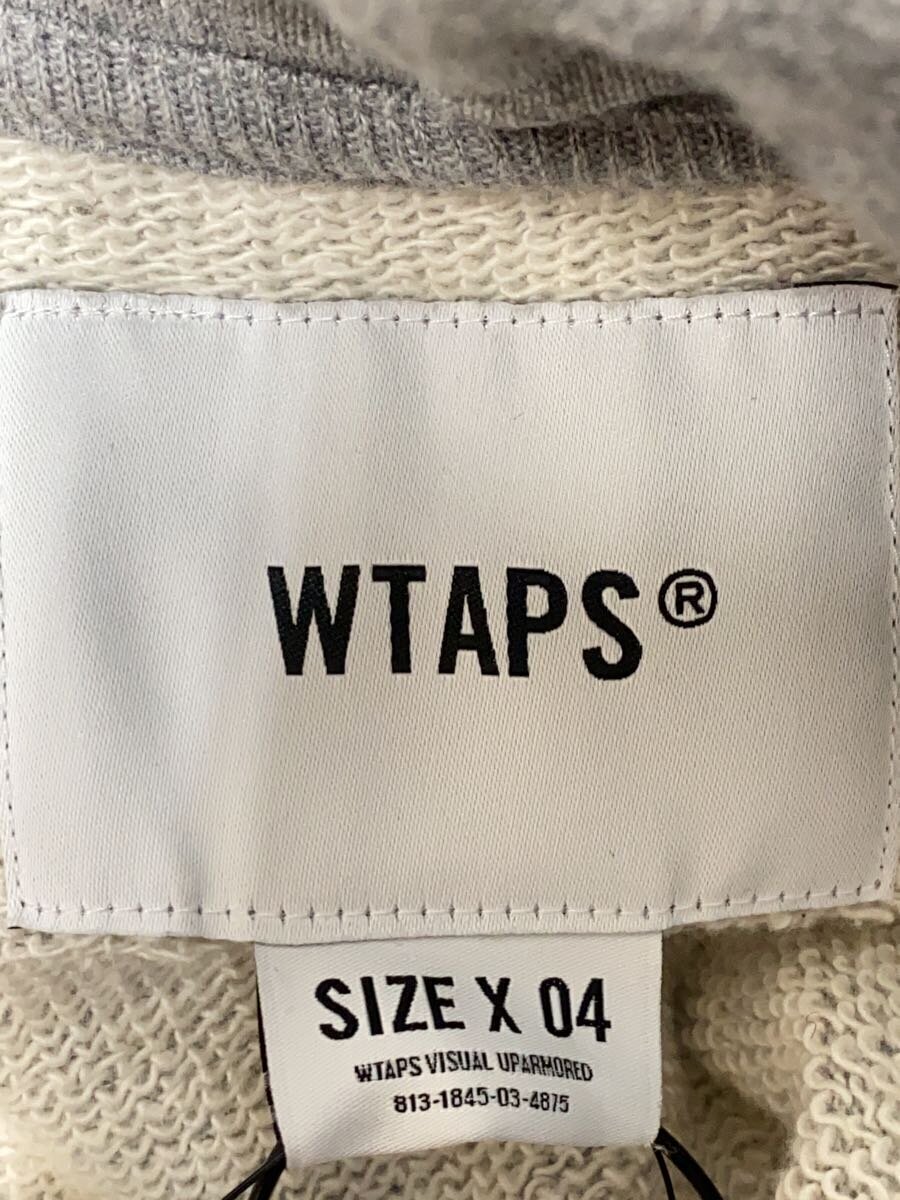 WTAPS®
SIZE X 04
WTAPS VISUAL UPARMORED
813-1845-03-4875